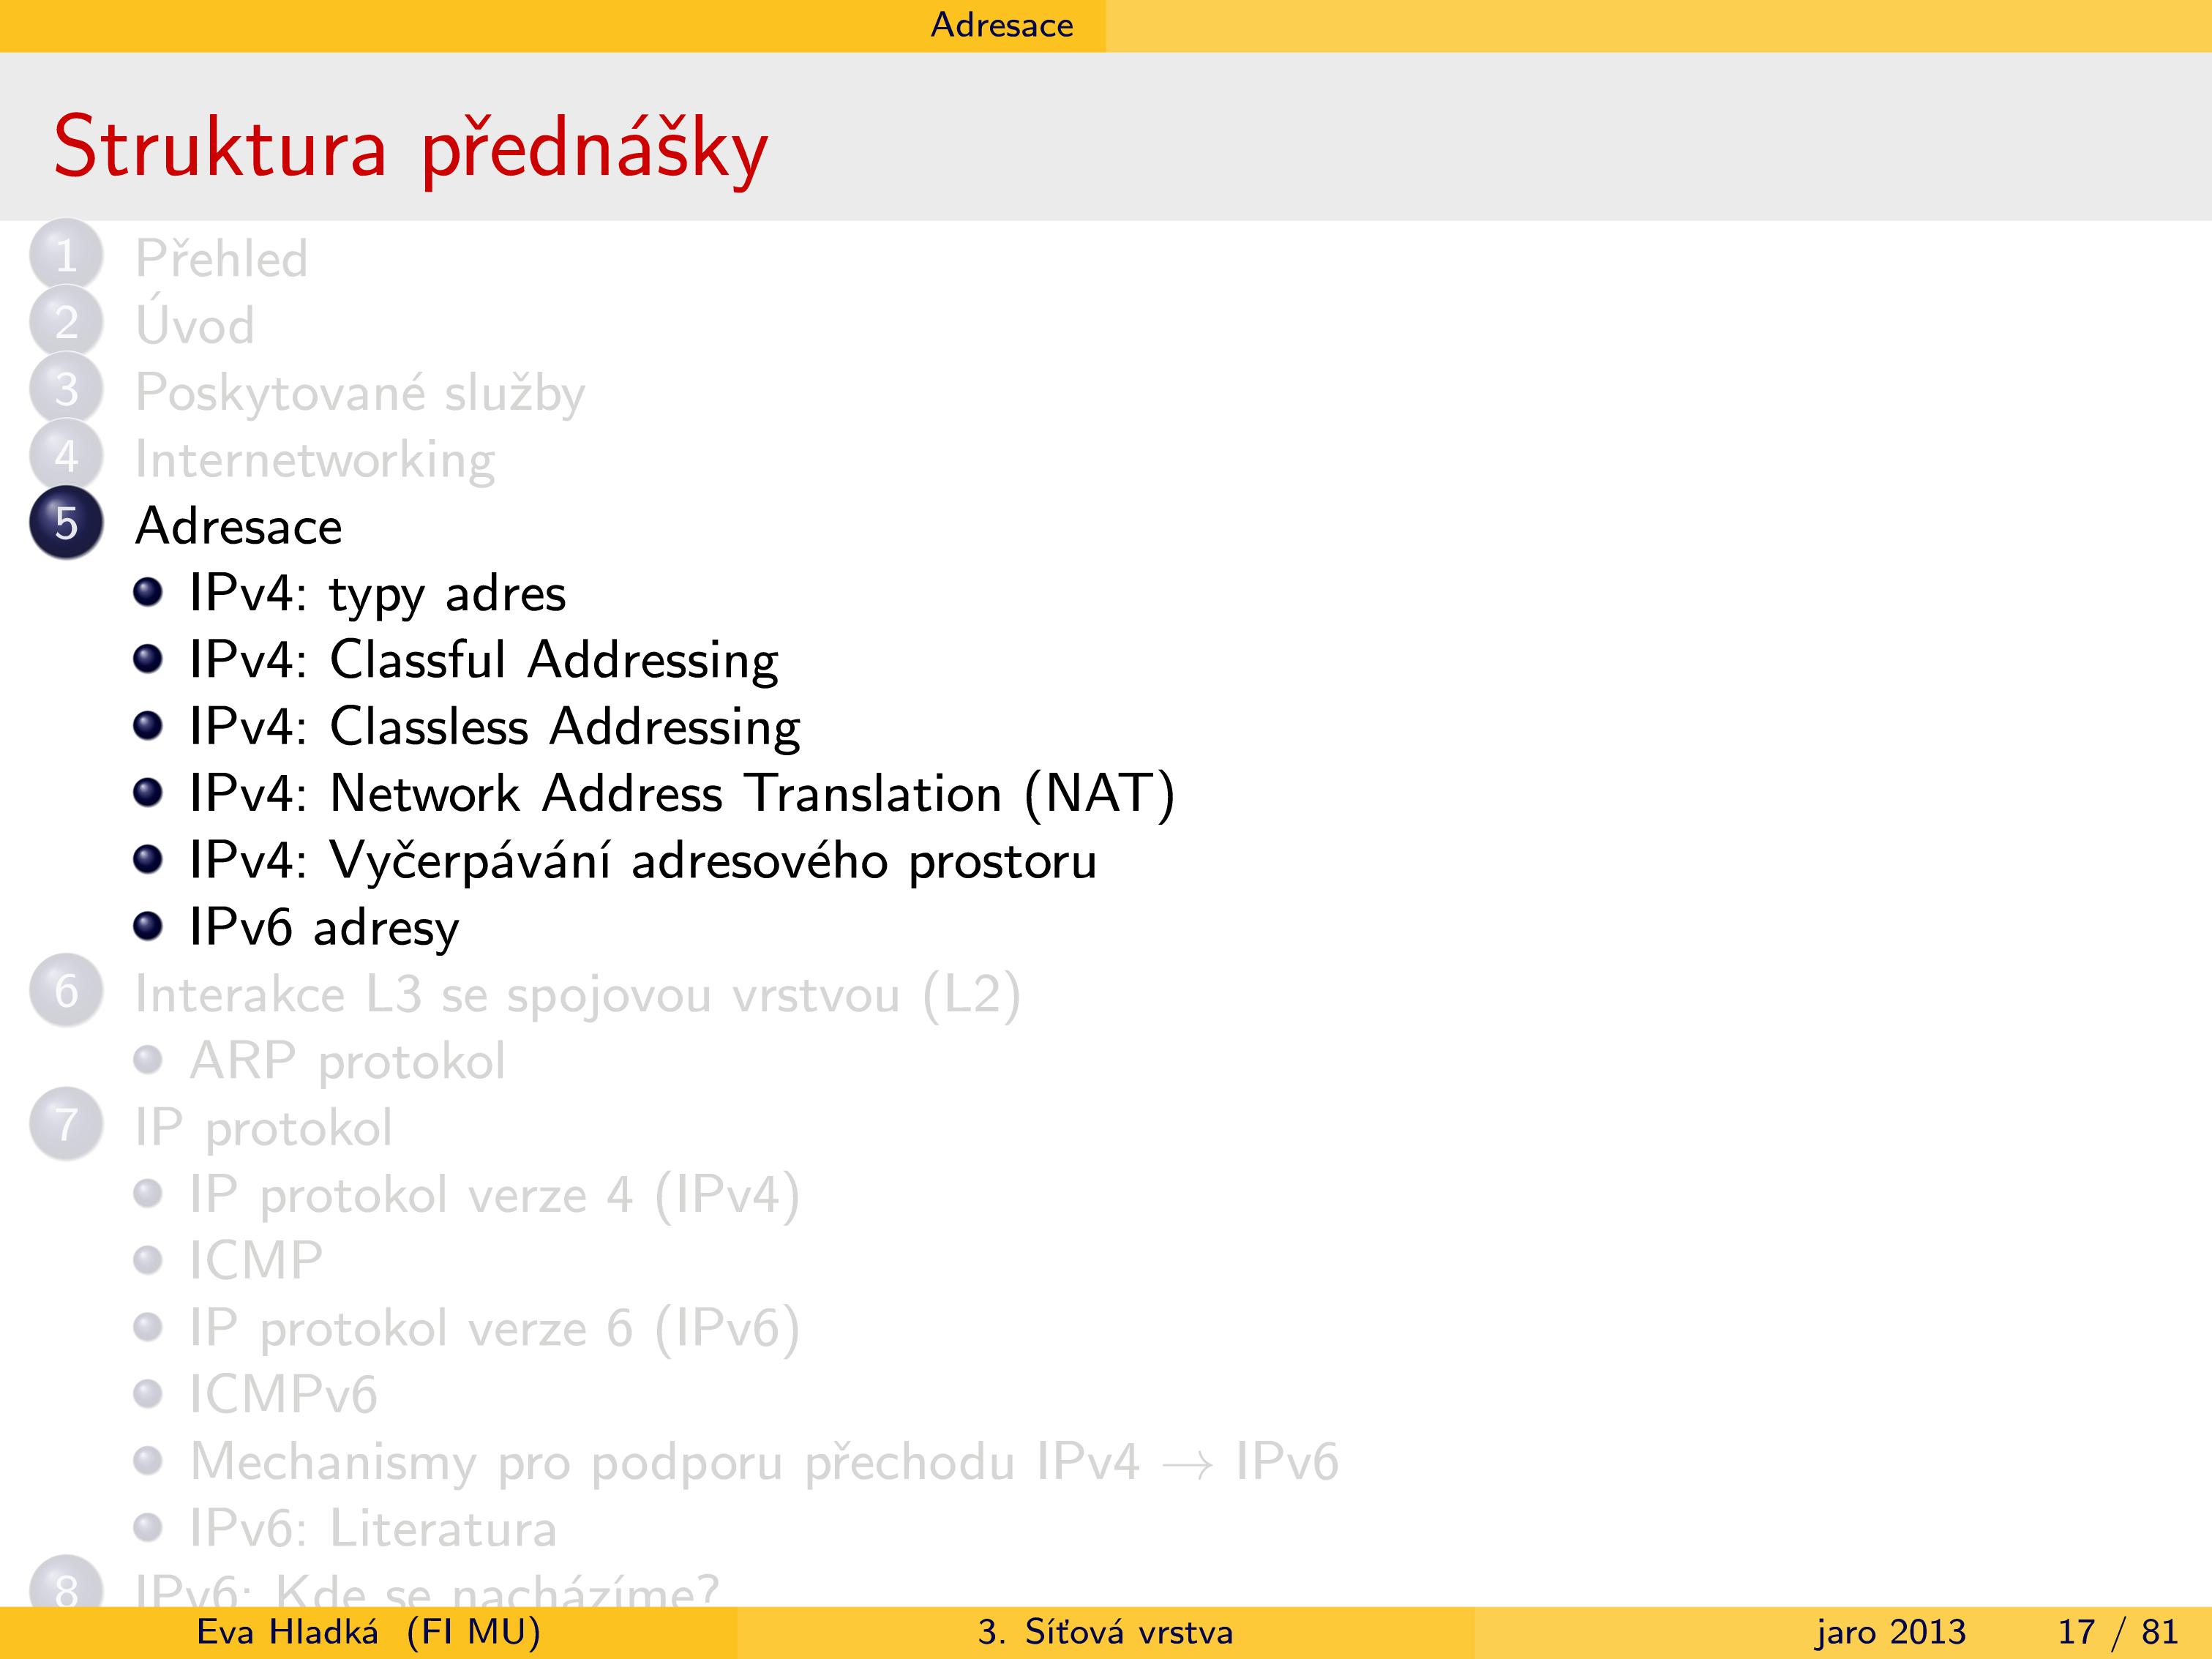 Adresace
Struktura přednášky
1 Přehled
2 Úvod
3 Poskytované služby
4 Internetworking
5 Adresace
IPv4: typy adres
IPv4: Classful Addressing
IPv4: Classless Addressing
IPv4: Network Address Translation (NAT)
IPv4: Vyčerpávání adresového prostoru
IPv6 adresy
6 Interakce L3 se spojovou vrstvou (L2)
ARP protokol
7 IP protokol
IP protokol verze 4 (IPv4)
ICMP
IP protokol verze 6 (IPv6)
ICMPv6
Mechanismy pro podporu přechodu IPv4 → IPv6
IPv6: Literatura
8 IPv6: Kde se nacházíme?
Eva Hladká (FI MU) 3. Síťová vrstva jaro 2013 17 / 81